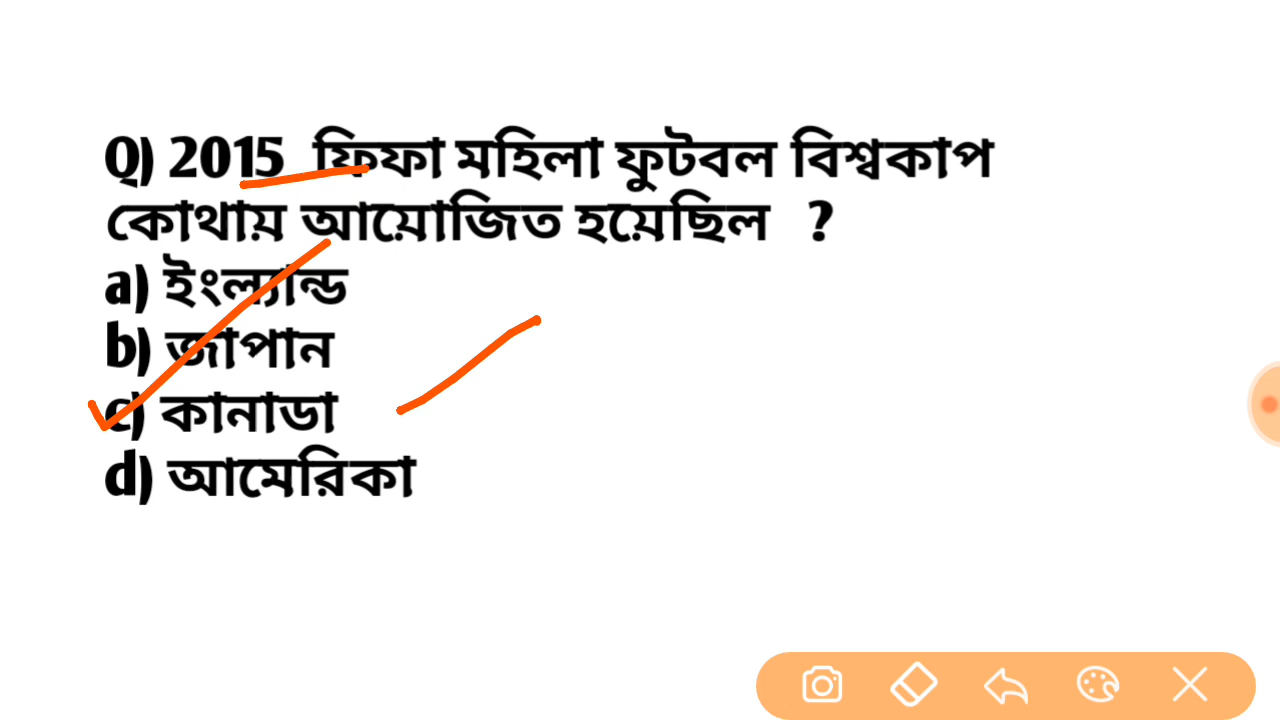 Q) 2015 ফিফা মহিলা ফুটবল বিশ্বকাপ
কোথায় আয়োজিত হয়েছিল ?
a) ইংল্যান্ড
b) জাপান
c) কানাডা
d) আমেরিকা